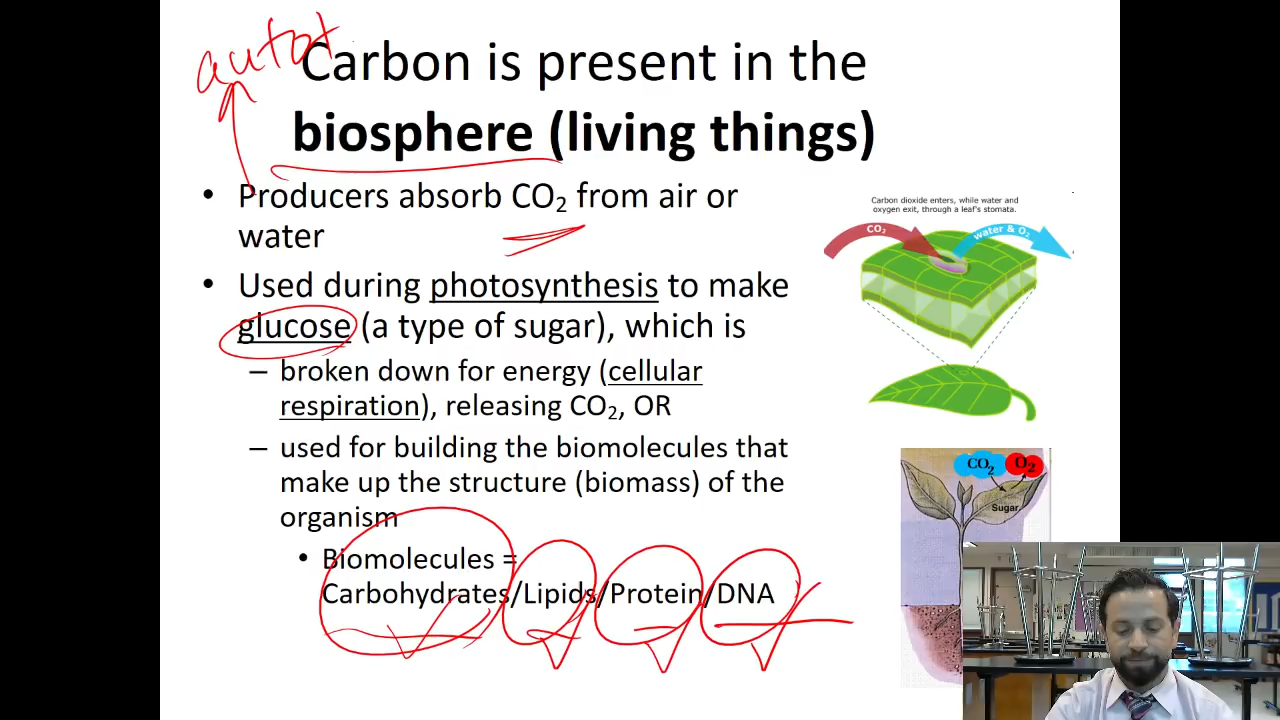 autot
Carbon is present in the
biosphere (living things)
• Producers absorb CO₂ from air or
water
• Used during photosynthesis to make
glucose (a type of sugar), which is
– broken down for energy (cellular
respiration), releasing CO₂, OR
– used for building the biomolecules that
make up the structure (biomass) of the
organism
• Biomolecules =
Carbohydrates/Lipids/Protein/DNA
Carbon dioxide enters, while water and
oxygen exit, through a leaf's stomata.
CO₂
water & O₂
CO₂ O₂
Sugar